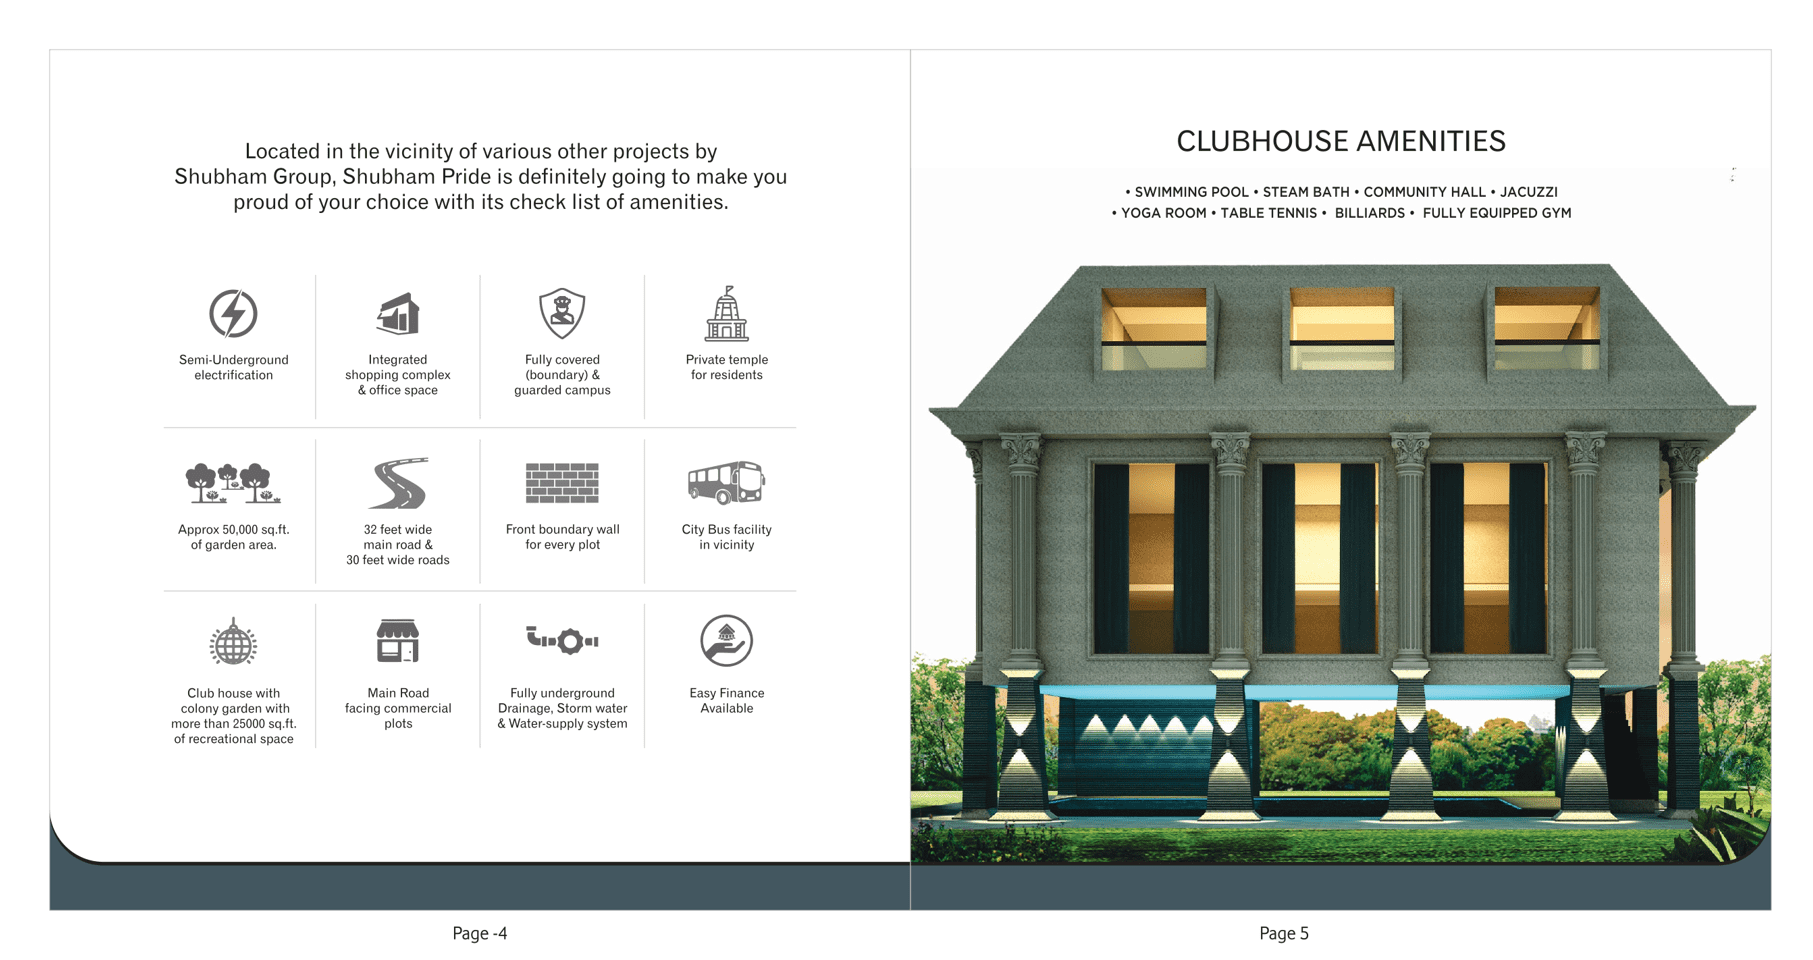 Located in the vicinity of various other projects by
Shubham Group, Shubham Pride is definitely going to make you
proud of your choice with its check list of amenities.
Semi-Underground
electrification
Integrated
shopping complex
& office space
Fully covered
(boundary) &
guarded campus
Private temple
for residents
Approx 50,000 sq.ft.
of garden area.
32 feet wide
main road &
30 feet wide roads
Front boundary wall
for every plot
City Bus facility
in vicinity
Club house with
colony garden with
more than 25000 sq.ft.
of recreational space
Main Road
facing commercial
plots
Fully underground
Drainage, Storm water
& Water-supply system
Easy Finance
Available
Page -4
CLUBHOUSE AMENITIES
• SWIMMING POOL • STEAM BATH • COMMUNITY HALL • JACUZZI
• YOGA ROOM • TABLE TENNIS • BILLIARDS • FULLY EQUIPPED GYM
Page 5